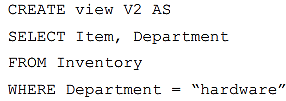 CREATE view V2 AS
SELECT Item, Department
FROM Inventory
WHERE Department = “hardware”